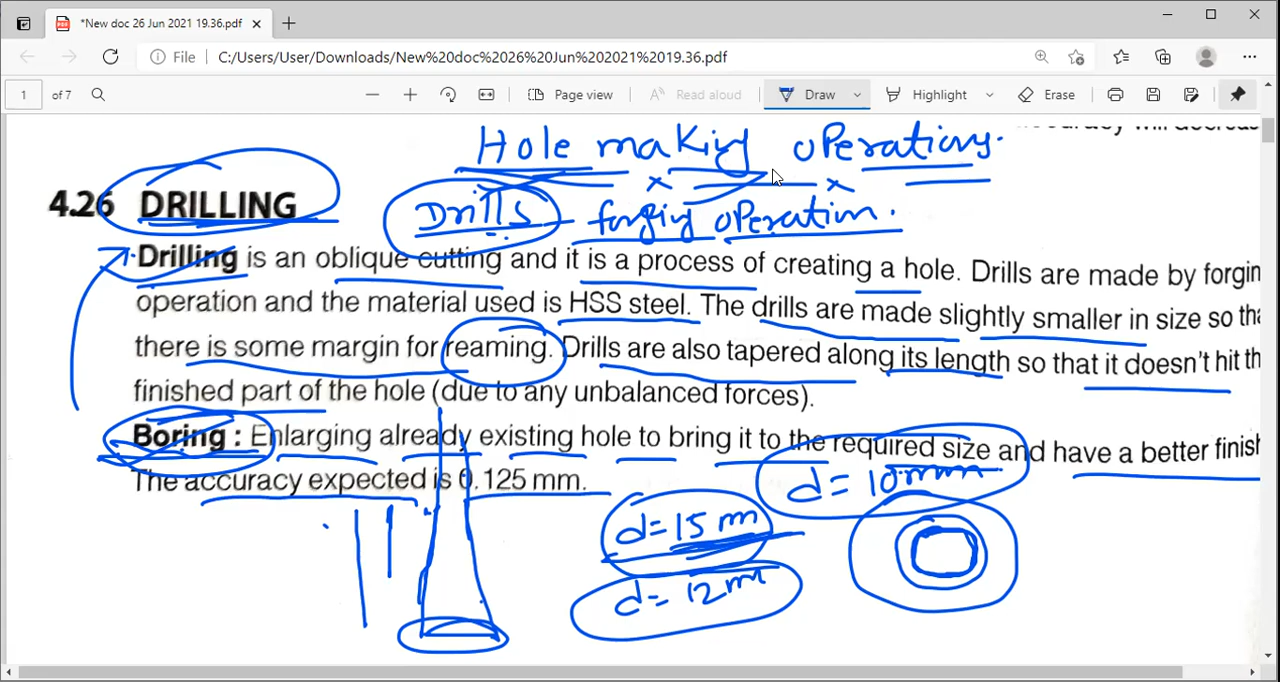 *New doc 26 Jun 2021 19.36.pdf
File C:/Users/User/Downloads/New%20doc%2026%20Jun%202021%2019.36.pdf
1 of 7 Page view Read aloud Draw Highlight Erase
Hole making operations.
4.26 DRILLING
Drills - forging operation.
1. Drilling is an oblique cutting and it is a process of creating a hole. Drills are made by forgin
operation and the material used is HSS steel. The drills are made slightly smaller in size so tha
there is some margin for reaming. Drills are also tapered along its length so that it doesn't hit th
finished part of the hole (due to any unbalanced forces).
Boring : Enlarging already existing hole to bring it to the required size and have a better finish
The accuracy expected is 0.125 mm.
d= 10mm
d= 15 mm
d= 12 mm